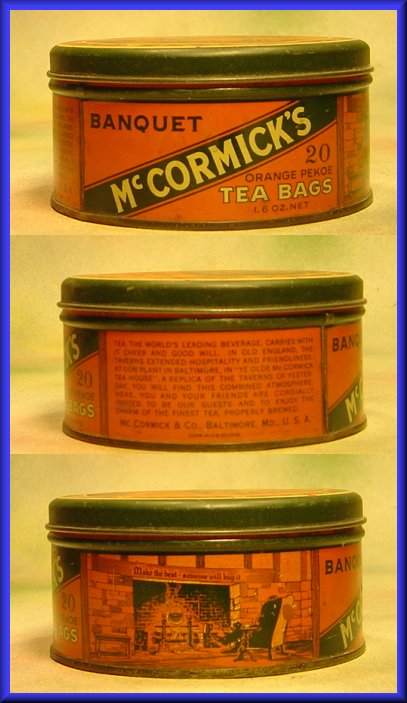 BANQUET
McCORMICK'S
20
ORANGE PEKOE
TEA BAGS
1.6 OZ. NET
K'S
20
BAGS
TEA, THE WORLD'S LEADING BEVERAGE, CARRIES WITH
IT CHEER AND GOOD WILL. IN OLD ENGLAND, THE
TAVERNS EXTENDED HOSPITALITY AND FRIENDLINESS.
AT OUR PLANT IN BALTIMORE, IN "YE OLDE McCORMICK
TEA HOUSE", A REPLICA OF THE TAVERNS OF YESTER-
DAY, YOU WILL FIND THIS COMBINED ATMOSPHERE.
HERE, YOU AND YOUR FRIENDS ARE CORDIALLY
INVITED TO BE OUR GUESTS AND TO ENJOY THE
CHARM OF THE FINEST TEA, PROPERLY BREWED.
MC CORMICK & CO., BALTIMORE, MD., U. S. A.
BANQ
Mc
K'S
20
BAGS
Make the best - someone will buy it
BANQU
McC